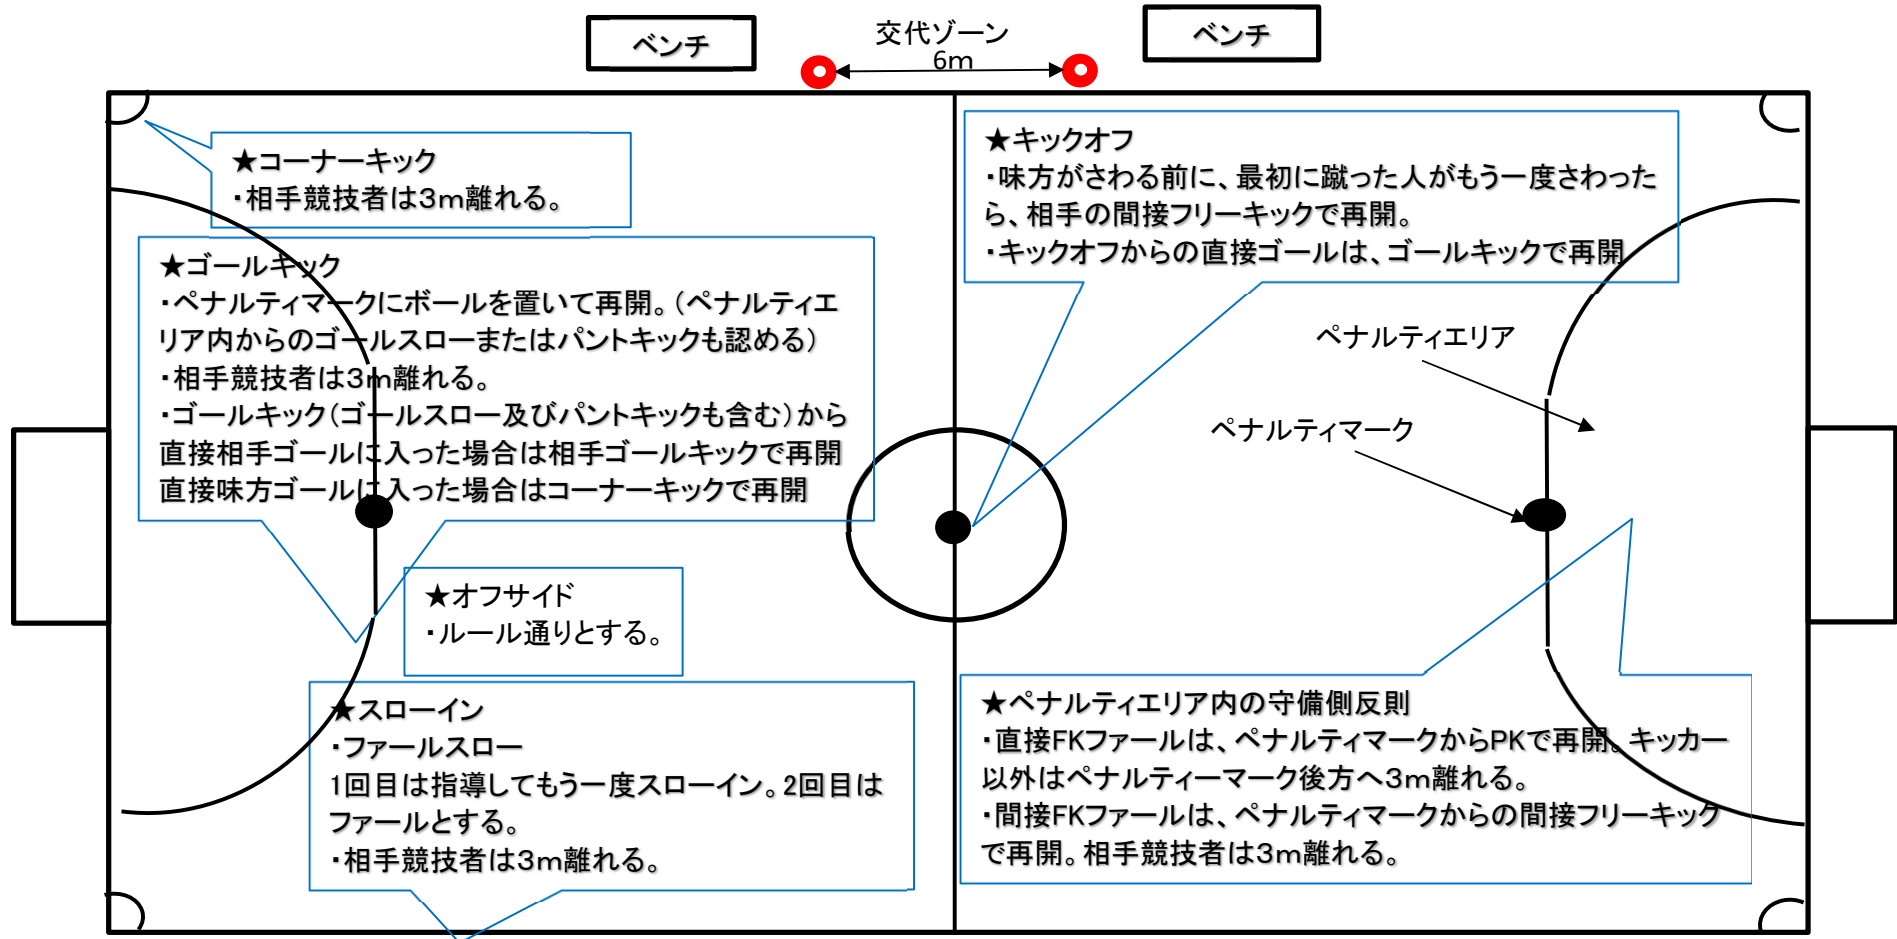 ベンチ
交代ゾーン
6m
ベンチ
★コーナーキック
・相手競技者は3m離れる。
★キックオフ
・味方がさわる前に、最初に蹴った人がもう一度さわった
ら、相手の間接フリーキックで再開。
・キックオフからの直接ゴールは、ゴールキックで再開
★ゴールキック
・ペナルティマークにボールを置いて再開。（ペナルティエ
リア内からのゴールスローまたはパントキックも認める）
・相手競技者は3m離れる。
・ゴールキック（ゴールスロー及びパントキックも含む）から
直接相手ゴールに入った場合は相手ゴールキックで再開
直接味方ゴールに入った場合はコーナーキックで再開
ペナルティエリア
ペナルティマーク
★オフサイド
・ルール通りとする。
★スローイン
・ファールスロー
1回目は指導してもう一度スローイン。2回目は
ファールとする。
・相手競技者は3m離れる。
★ペナルティエリア内の守備側反則
・直接FKファールは、ペナルティマークからPKで再開。キッカー
以外はペナルティーマーク後方へ3m離れる。
・間接FKファールは、ペナルティマークからの間接フリーキック
で再開。相手競技者は3m離れる。